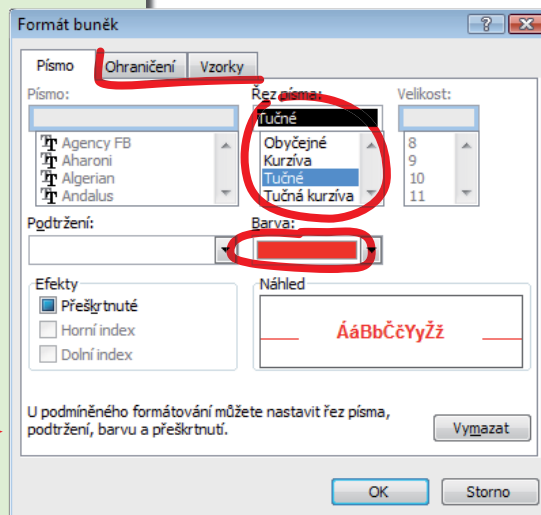 Formát buněk
Písmo Ohraničení Vzorky
Písmo: Řez písma: Velikost:
Tučné
Agency FB Obyčejné 8
Aharoni Kurzíva 9
Algerian Tučné 10
Andalus Tučná kurzíva 11
Podtržení: Barva:
Efekty Náhled
Přeškrtnuté
Horní index
Dolní index
ÁáBbČčYyŽž
U podmíněného formátování můžete nastavit řez písma,
podtržení, barvu a přeškrtnutí.
Vymazat
OK Storno